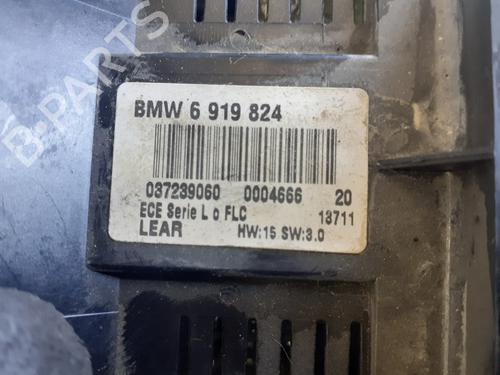 B-PARTS
BMW 6 919 824
037239060 0004666 20
ECE Serie L o FLC 13711
LEAR HW:15 SW:3.0